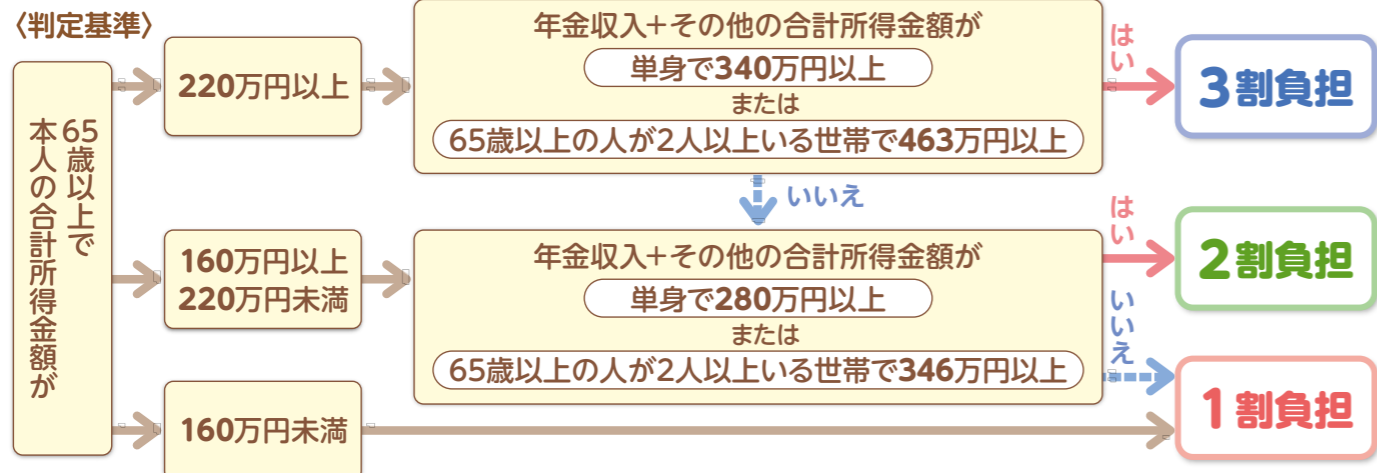 〈判定基準〉
65歳以上で
本人の合計所得金額が
220万円以上
年金収入+その他の合計所得金額が
単身で340万円以上
または
65歳以上の人が2人以上いる世帯で463万円以上
はい
3割負担
いいえ
160万円以上
220万円未満
年金収入+その他の合計所得金額が
単身で280万円以上
または
65歳以上の人が2人以上いる世帯で346万円以上
はい
2割負担
いいえ
160万円未満
1割負担